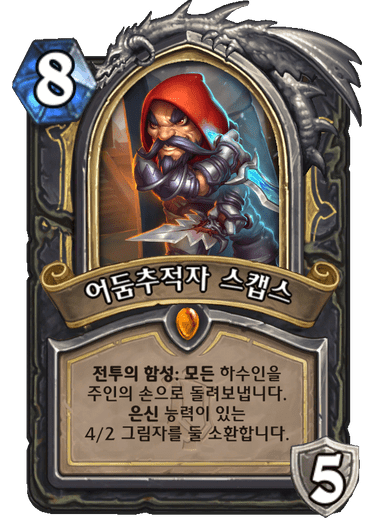 8
어둠추적자 스캡스
전투의 함성: 모든 하수인을
주인의 손으로 돌려보냅니다.
은신 능력이 있는
4/2 그림자를 둘 소환합니다.
5